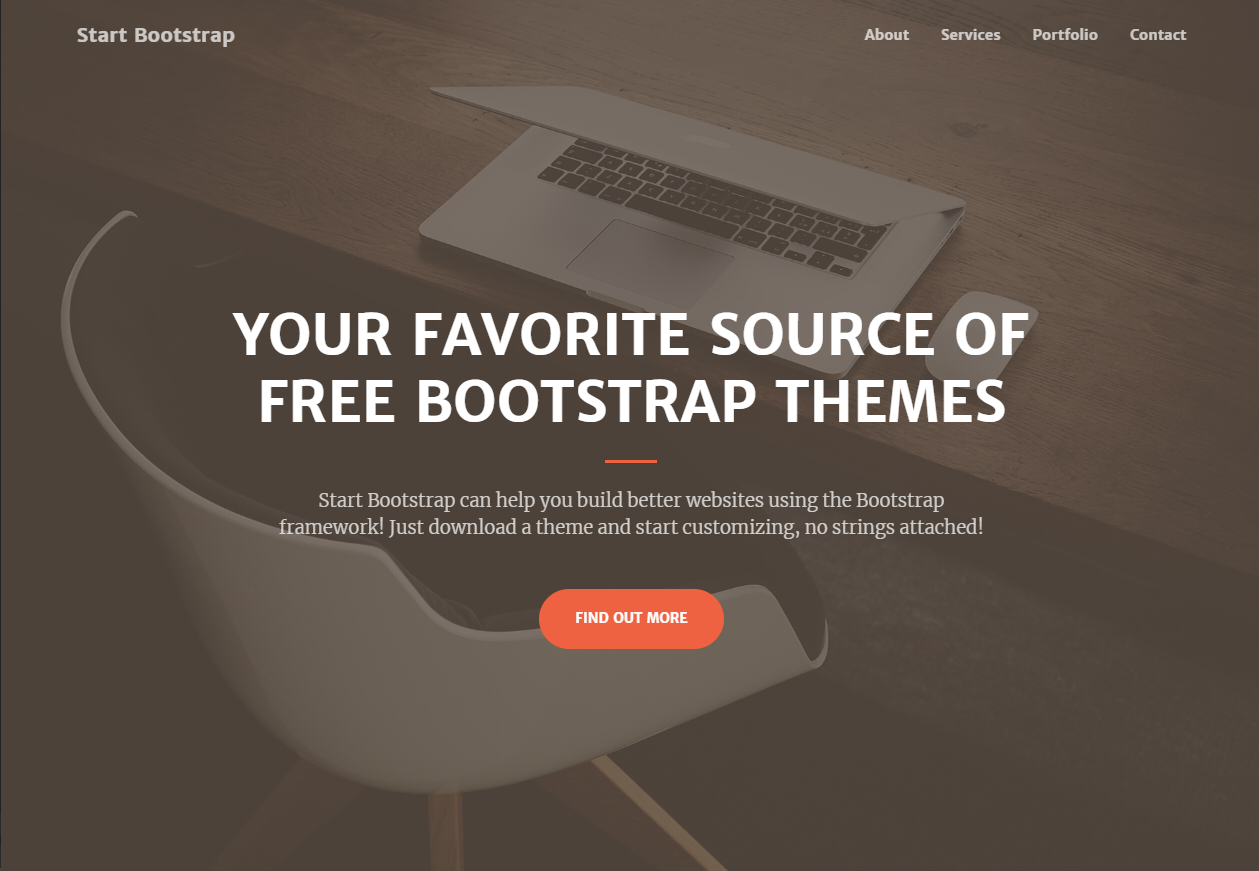 Start Bootstrap
About Services Portfolio Contact
YOUR FAVORITE SOURCE OF
FREE BOOTSTRAP THEMES
Start Bootstrap can help you build better websites using the Bootstrap
framework! Just download a theme and start customizing, no strings attached!
FIND OUT MORE